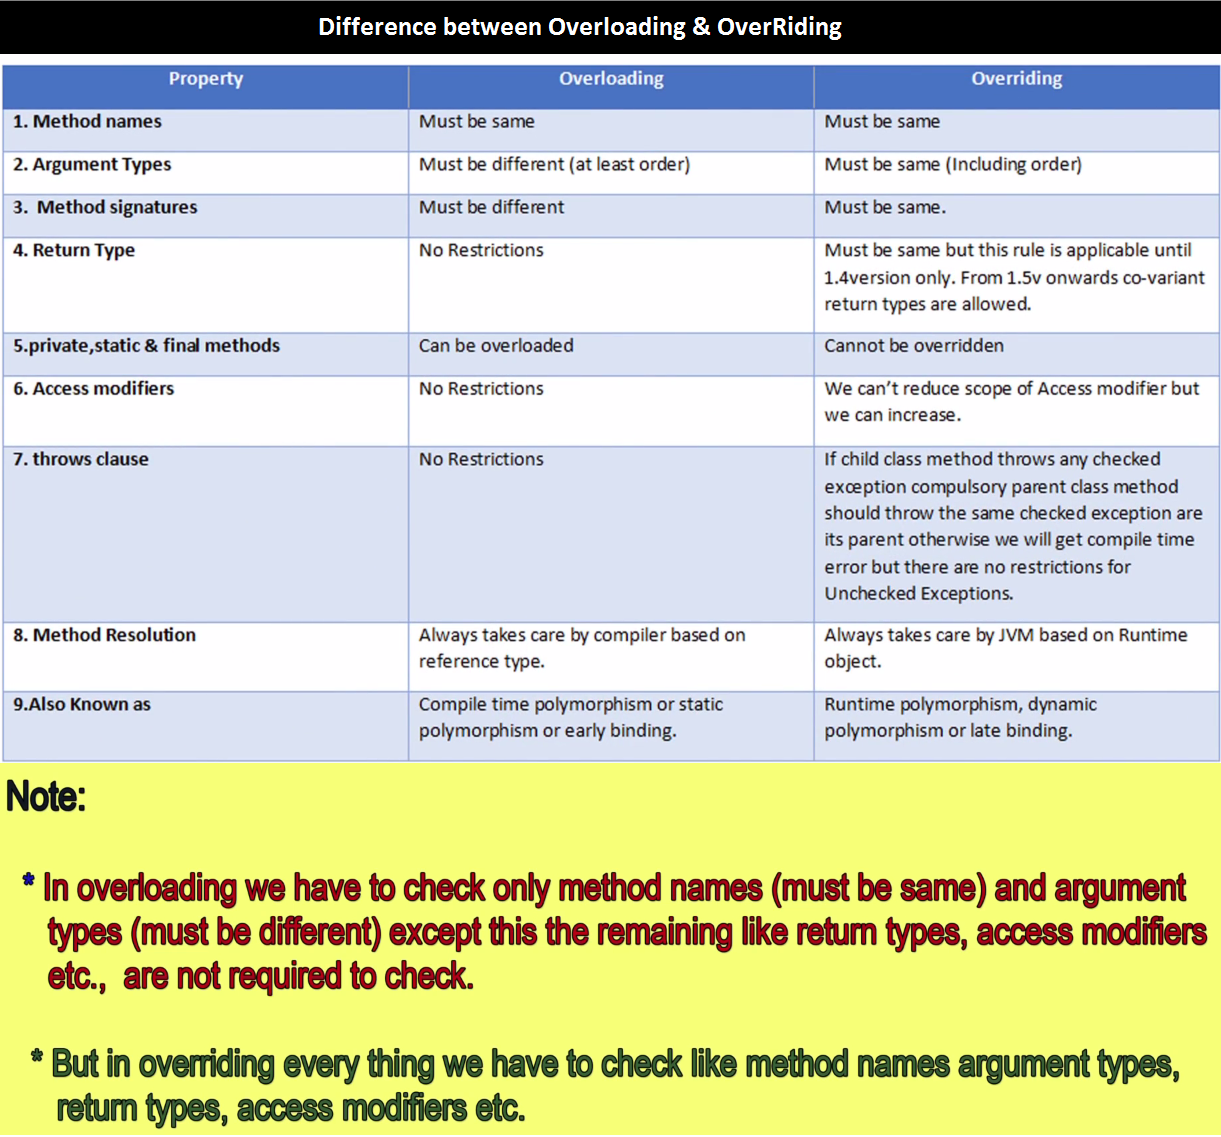 Difference between Overloading & OverRiding
Property Overloading Overriding
1. Method names Must be same Must be same
2. Argument Types Must be different (at least order) Must be same (Including order)
3. Method signatures Must be different Must be same.
4. Return Type No Restrictions Must be same but this rule is applicable until
1.4version only. From 1.5v onwards co-variant
return types are allowed.
5.private,static & final methods Can be overloaded Cannot be overridden
6. Access modifiers No Restrictions We can't reduce scope of Access modifier but
we can increase.
7. throws clause No Restrictions If child class method throws any checked
exception compulsory parent class method
should throw the same checked exception are
its parent otherwise we will get compile time
error but there are no restrictions for
Unchecked Exceptions.
8. Method Resolution Always takes care by compiler based on Always takes care by JVM based on Runtime
reference type. object.
9.Also Known as Compile time polymorphism or static Runtime polymorphism, dynamic
polymorphism or early binding. polymorphism or late binding.
Note:
* In overloading we have to check only method names (must be same) and argument
types (must be different) except this the remaining like return types, access modifiers
etc., are not required to check.
* But in overriding every thing we have to check like method names argument types,
return types, access modifiers etc.